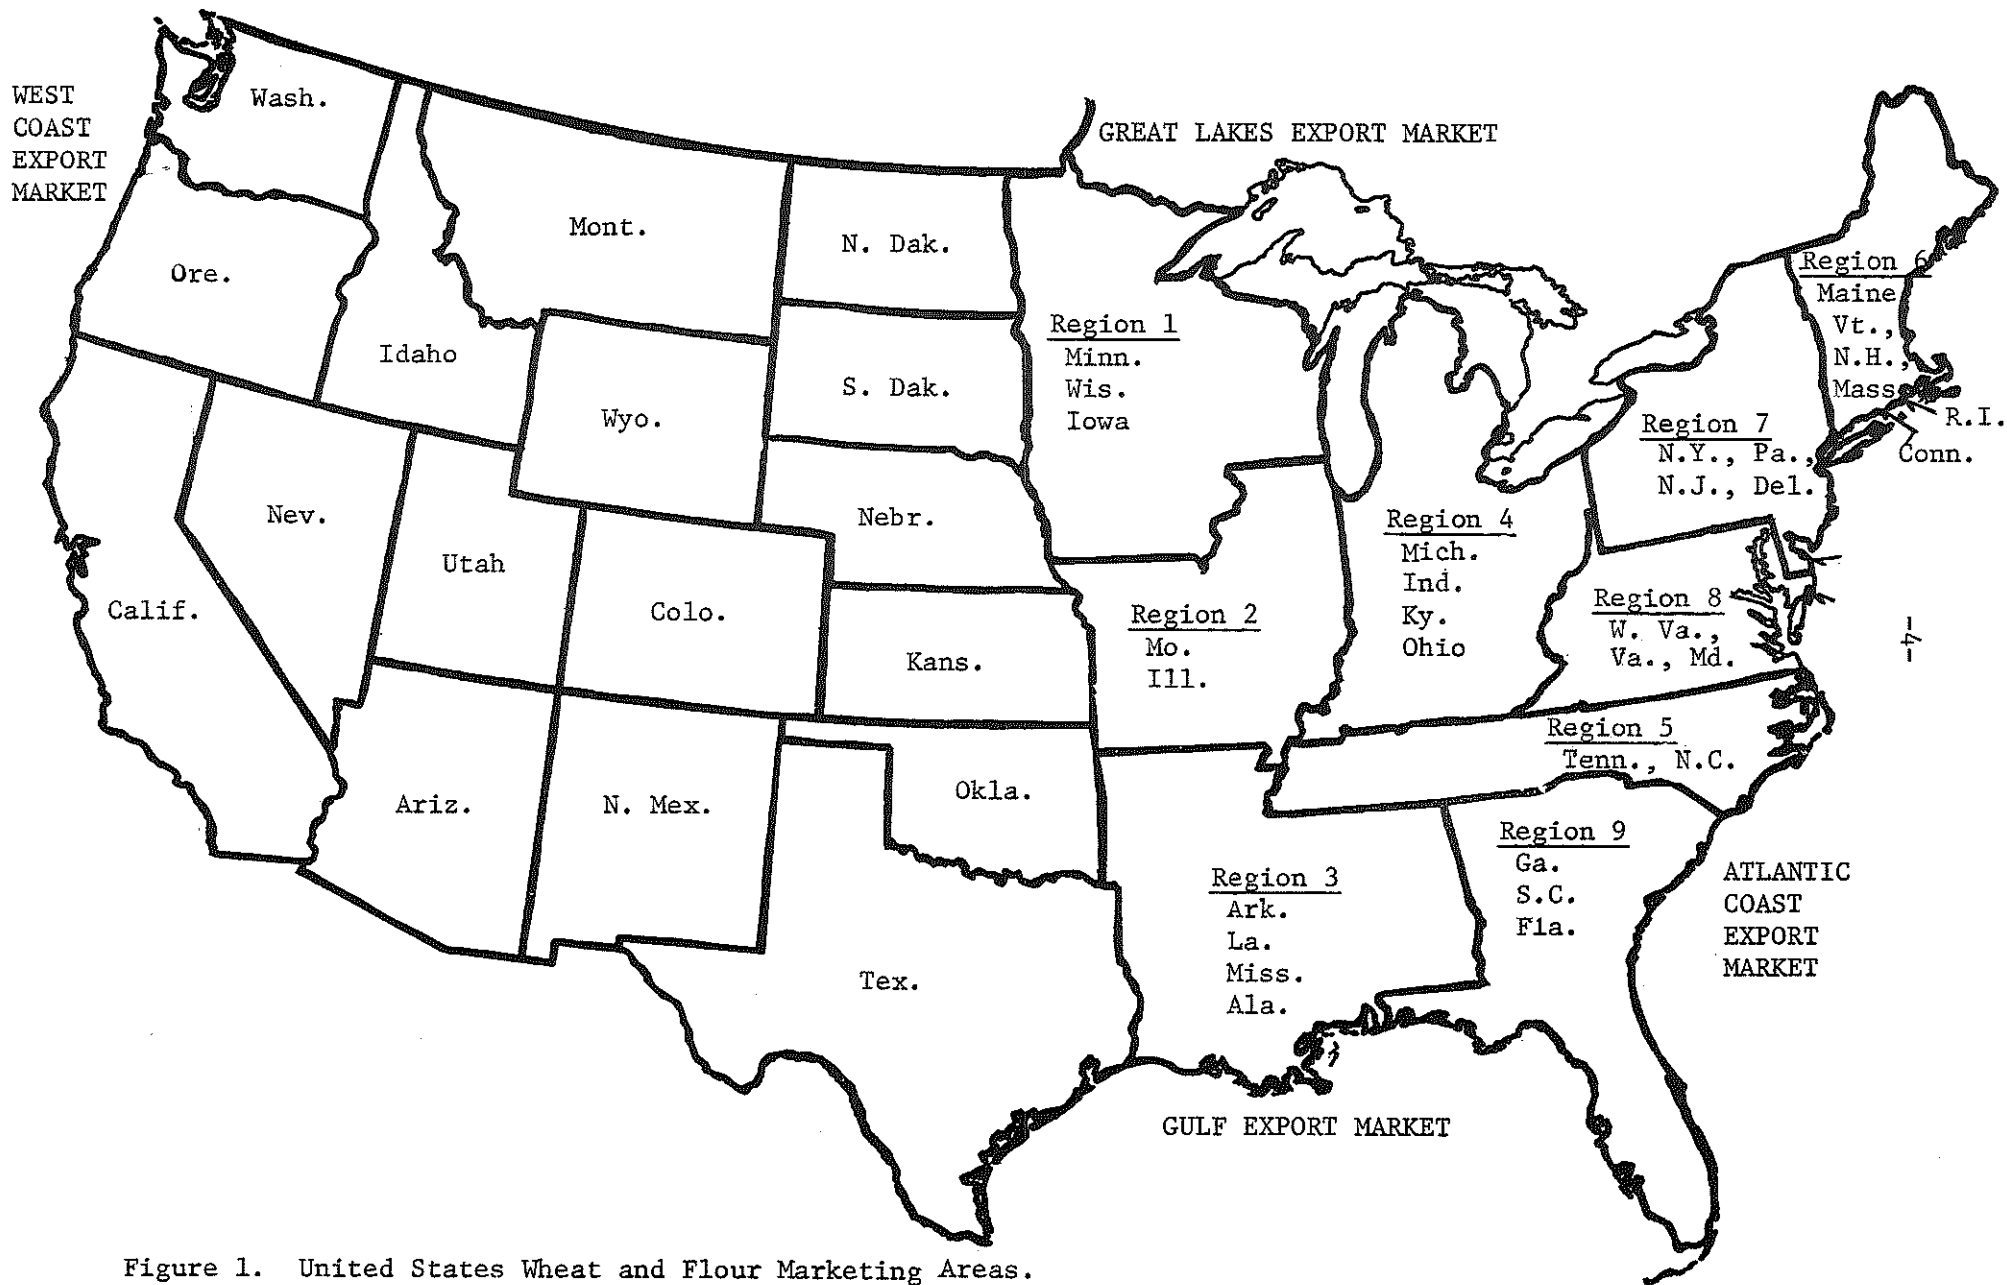 WEST
COAST
EXPORT
MARKET
Wash.
Ore.
Calif.
Nev.
Idaho
Mont.
Wyo.
Utah
Colo.
Ariz.
N. Mex.
N. Dak.
S. Dak.
Nebr.
Kans.
Okla.
Tex.
GREAT LAKES EXPORT MARKET
Region 1
Minn.
Wis.
Iowa
Region 2
Mo.
Ill.
Region 3
Ark.
La.
Miss.
Ala.
Region 4
Mich.
Ind.
Ky.
Ohio
Region 5
Tenn., N.C.
Region 6
Maine
Vt.,
N.H.,
Mass
R.I.
Conn.
Region 7
N.Y., Pa.,
N.J., Del.
Region 8
W. Va.,
Va., Md.
Region 9
Ga.
S.C.
Fla.
ATLANTIC
COAST
EXPORT
MARKET
GULF EXPORT MARKET
-4-
Figure 1. United States Wheat and Flour Marketing Areas.